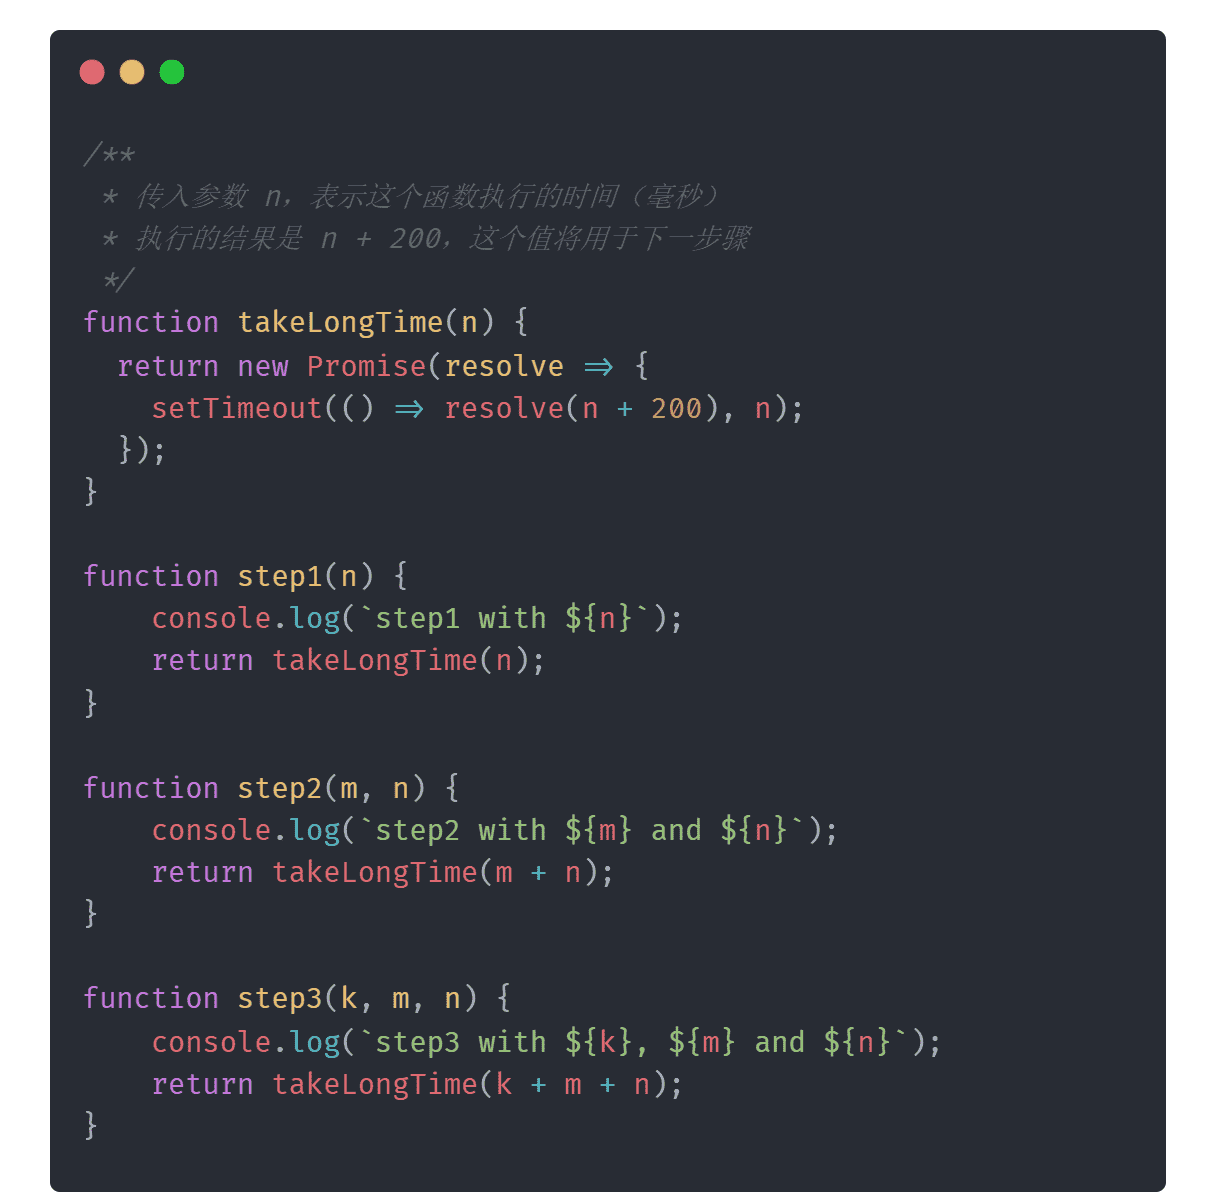 /**
 * 传入参数 n，表示这个函数执行的时间（毫秒）
 * 执行的结果是 n + 200，这个值将用于下一步骤
 */
function takeLongTime(n) {
  return new Promise(resolve => {
    setTimeout(() => resolve(n + 200), n);
  });
}

function step1(n) {
    console.log(`step1 with ${n}`);
    return takeLongTime(n);
}

function step2(m, n) {
    console.log(`step2 with ${m} and ${n}`);
    return takeLongTime(m + n);
}

function step3(k, m, n) {
    console.log(`step3 with ${k}, ${m} and ${n}`);
    return takeLongTime(k + m + n);
}